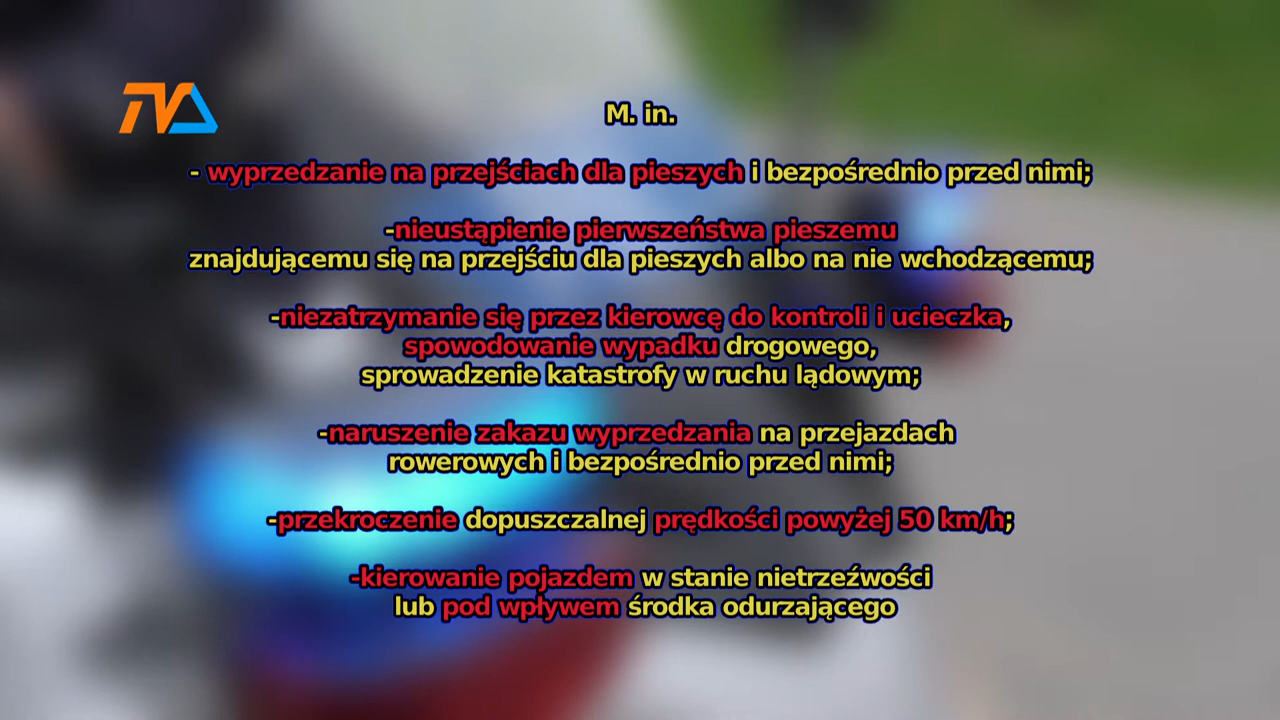 TVA
M. in.
- wyprzedzanie na przejściach dla pieszych i bezpośrednio przed nimi;
-nieustąpienie pierwszeństwa pieszemu
znajdującemu się na przejściu dla pieszych albo na nie wchodzącemu;
-niezatrzymanie się przez kierowcę do kontroli i ucieczka,
spowodowanie wypadku drogowego,
sprowadzenie katastrofy w ruchu lądowym;
-naruszenie zakazu wyprzedzania na przejazdach
rowerowych i bezpośrednio przed nimi;
-przekroczenie dopuszczalnej prędkości powyżej 50 km/h;
-kierowanie pojazdem w stanie nietrzeźwości
lub pod wpływem środka odurzającego